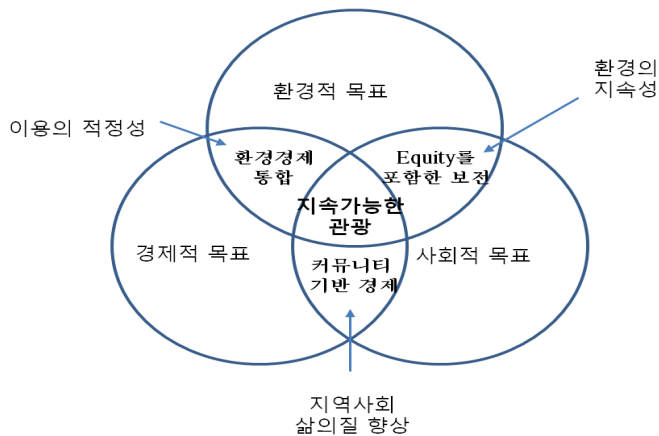 환경적 목표
환경의
지속성
이용의 적정성
환경경제
통합
Equity를
포함한 보전
지속가능한
관광
경제적 목표
사회적 목표
커뮤니티
기반 경제
지역사회
삶의질 향상